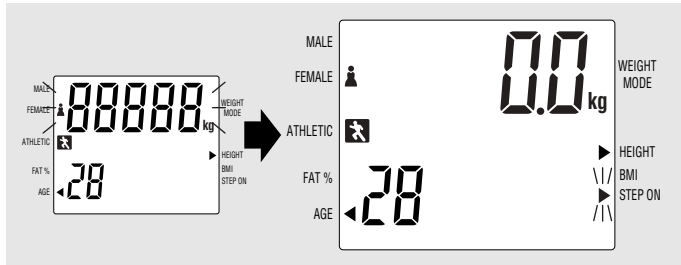 MALE
FEMALE
ATHLETIC
FAT %
AGE
88888 kg
28
WEIGHT
MODE
HEIGHT
BMI
STEP ON
MALE
FEMALE
ATHLETIC
FAT %
AGE
0.0 kg
28
WEIGHT
MODE
HEIGHT
BMI
STEP ON